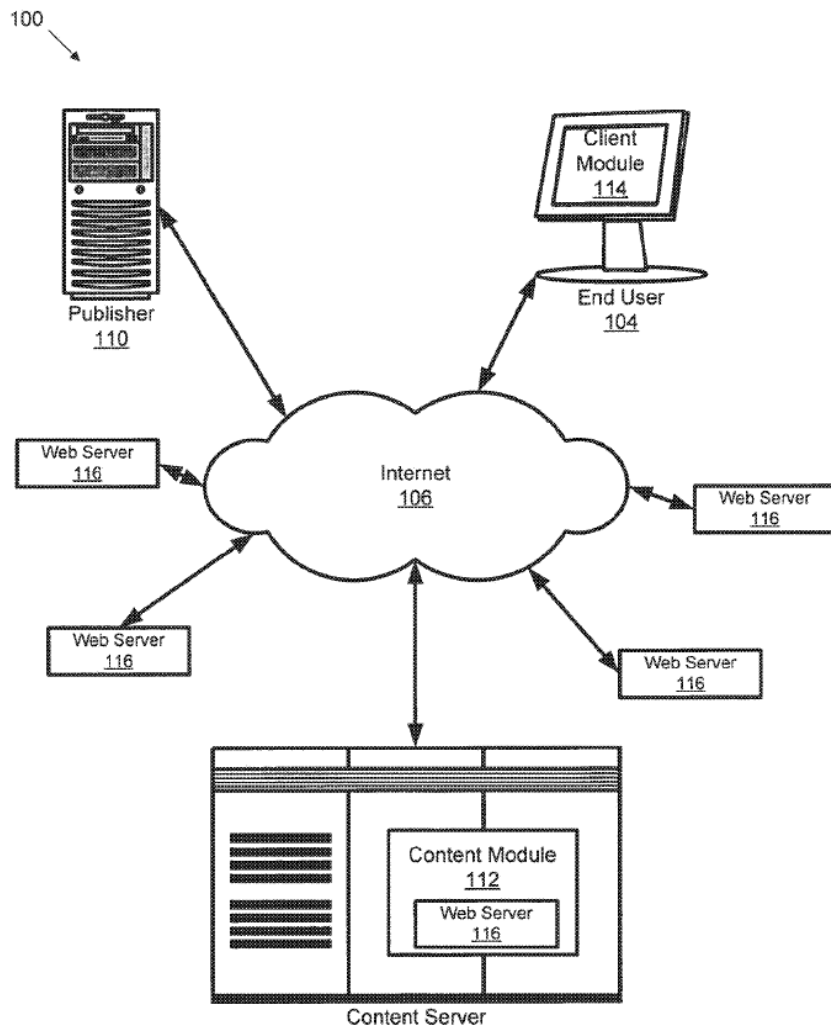 100
Client
Module
114
Publisher
110
End User
104
Web Server
116
Internet
106
Web Server
116
Web Server
116
Web Server
116
Content Module
112
Web Server
116
Content Server